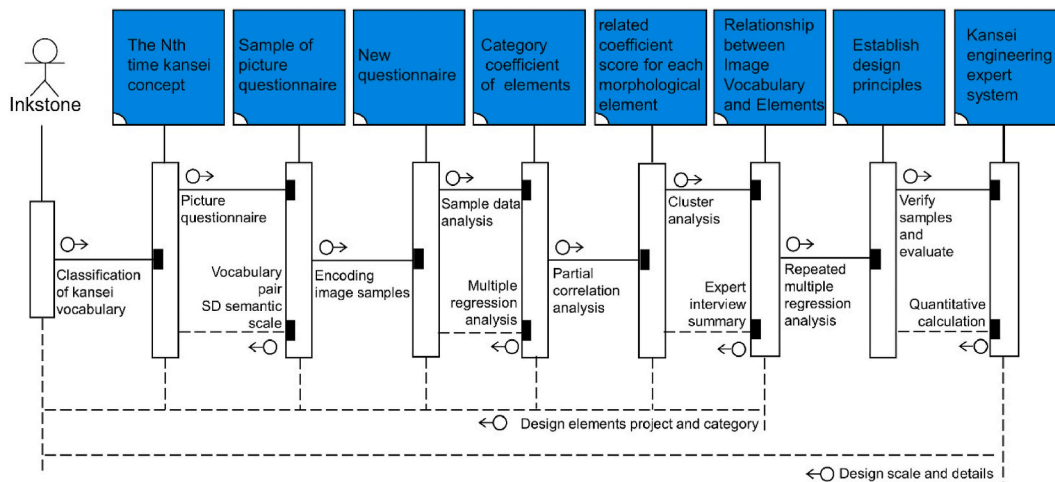 Inkstone
The Nth
time kansei
concept
Sample of
picture
questionnaire
New
questionnaire
Category
coefficient
of elements
related
coefficient
score for each
morphological
element
Relationship
between
Image
Vocabulary
and Elements
Establish
design
principles
Kansei
engineering
expert
system
Picture
questionnaire
Sample data
analysis
Cluster
analysis
Verify
samples
and
evaluate
Classification
of kansei
vocabulary
Vocabulary
pair
SD semantic
scale
Encoding
image samples
Multiple
regression
analysis
Partial
correlation
analysis
Expert
interview
summary
Repeated
multiple
regression
analysis
Quantitative
calculation
Design elements project and category
Design scale and details